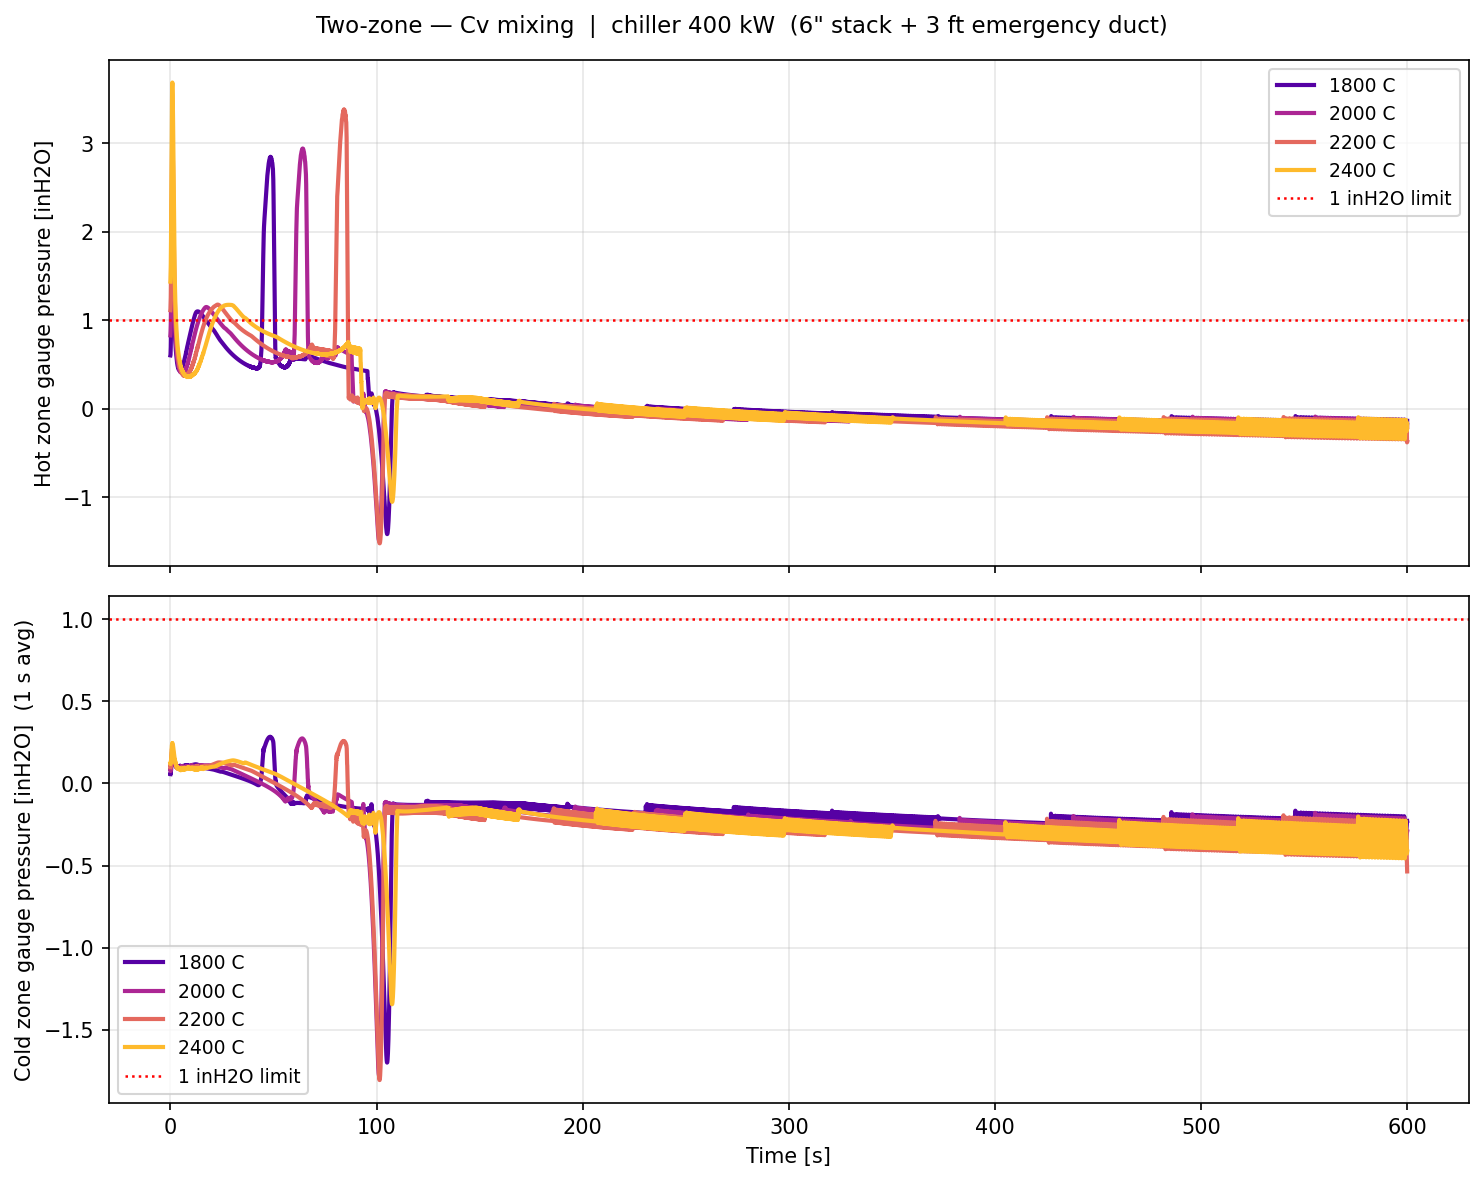 Two-zone — Cv mixing | chiller 400 kW (6" stack + 3 ft emergency duct)
Hot zone gauge pressure [inH2O]
3
2
1
0
−1
1800 C
2000 C
2200 C
2400 C
1 inH2O limit
Cold zone gauge pressure [inH2O] (1 s avg)
1.0
0.5
0.0
−0.5
−1.0
−1.5
1800 C
2000 C
2200 C
2400 C
1 inH2O limit
0
100
200
300
400
500
600
Time [s]